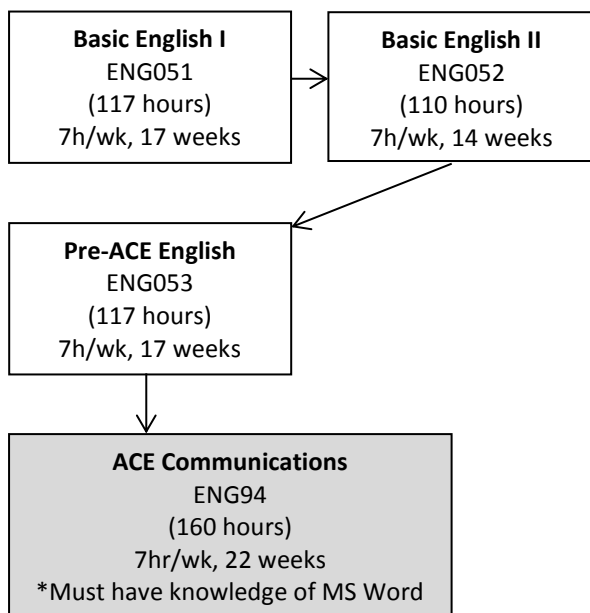 Basic English I
ENG051
(117 hours)
7h/wk, 17 weeks
Basic English II
ENG052
(110 hours)
7h/wk, 14 weeks
Pre-ACE English
ENG053
(117 hours)
7h/wk, 17 weeks
ACE Communications
ENG94
(160 hours)
7hr/wk, 22 weeks
*Must have knowledge of MS Word